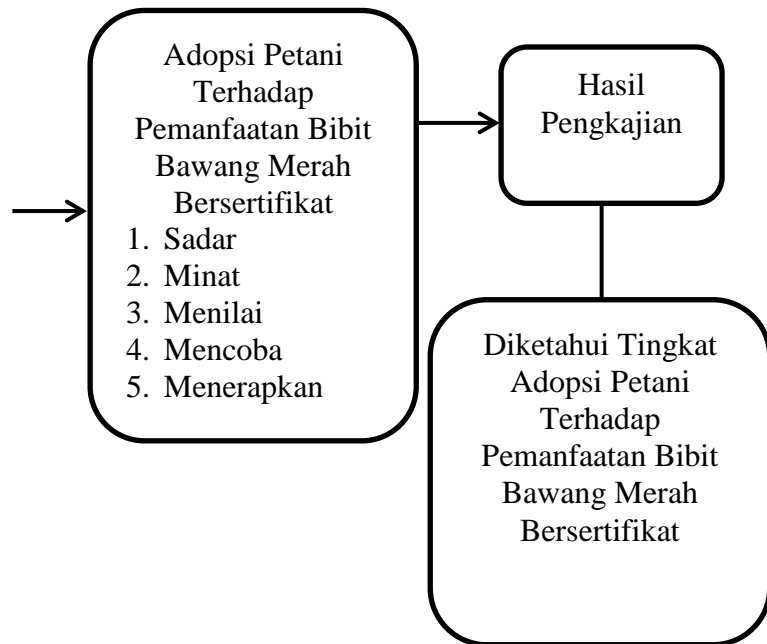 Adopsi Petani
Terhadap
Pemanfaatan Bibit
Bawang Merah
Bersertifikat
1. Sadar
2. Minat
3. Menilai
4. Mencoba
5. Menerapkan
Hasil
Pengkajian
Diketahui Tingkat
Adopsi Petani
Terhadap
Pemanfaatan Bibit
Bawang Merah
Bersertifikat